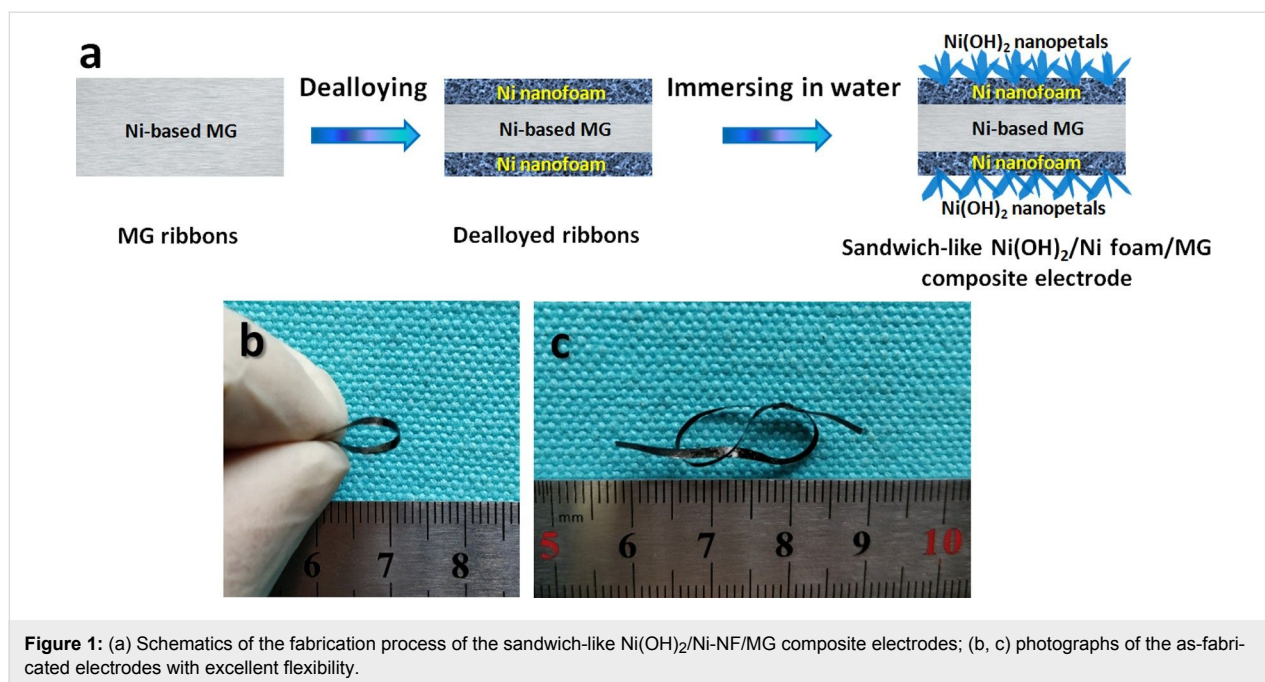 a
Ni(OH)2 nanopetals
Dealloying
Immersing in water
Ni nanofoam
Ni nanofoam
Ni-based MG
Ni-based MG
Ni-based MG
Ni nanofoam
Ni nanofoam
Ni(OH)2 nanopetals
MG ribbons
Dealloyed ribbons
Sandwich-like Ni(OH)2/Ni foam/MG
composite electrode
b
c
6 7 8
mm
5 6 7 8 9 10
Figure 1: (a) Schematics of the fabrication process of the sandwich-like Ni(OH)2/Ni-NF/MG composite electrodes; (b, c) photographs of the as-fabri-
cated electrodes with excellent flexibility.